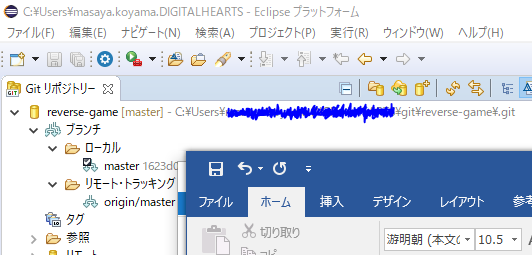 C:¥Users¥masaya.koyama.DIGITALHEARTS - Eclipse プラットフォーム
ファイル(F) 編集(E) ナビゲート(N) 検索(A) プロジェクト(P) 実行(R) ウィンドウ(W) ヘルプ(H)
Git リポジトリー
reverse-game [master] - C:¥Users¥ ¥git¥reverse-game¥.git
ブランチ
ローカル
master 1623d0
リモート・トラッキング
origin/master
タグ
参照
リモート
ファイル ホーム 挿入 デザイン レイアウト 参考
切り取り
コピー
游明朝 (本文の 10.5